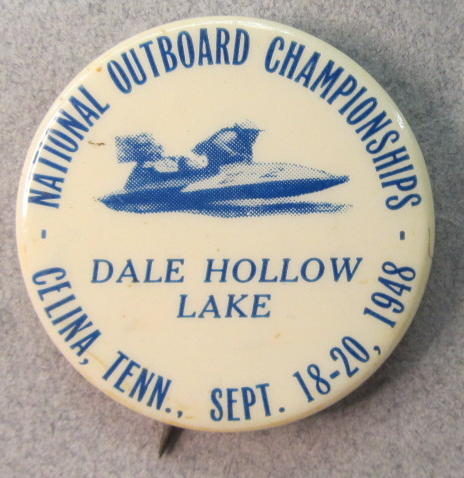 - NATIONAL OUTBOARD CHAMPIONSHIPS -
DALE HOLLOW
LAKE
CELINA, TENN., SEPT. 18-20, 1948